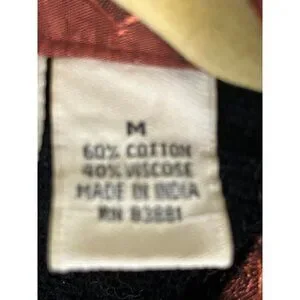 M
60% COTTON
40% VISCOSE
MADE IN INDIA
RN 83881